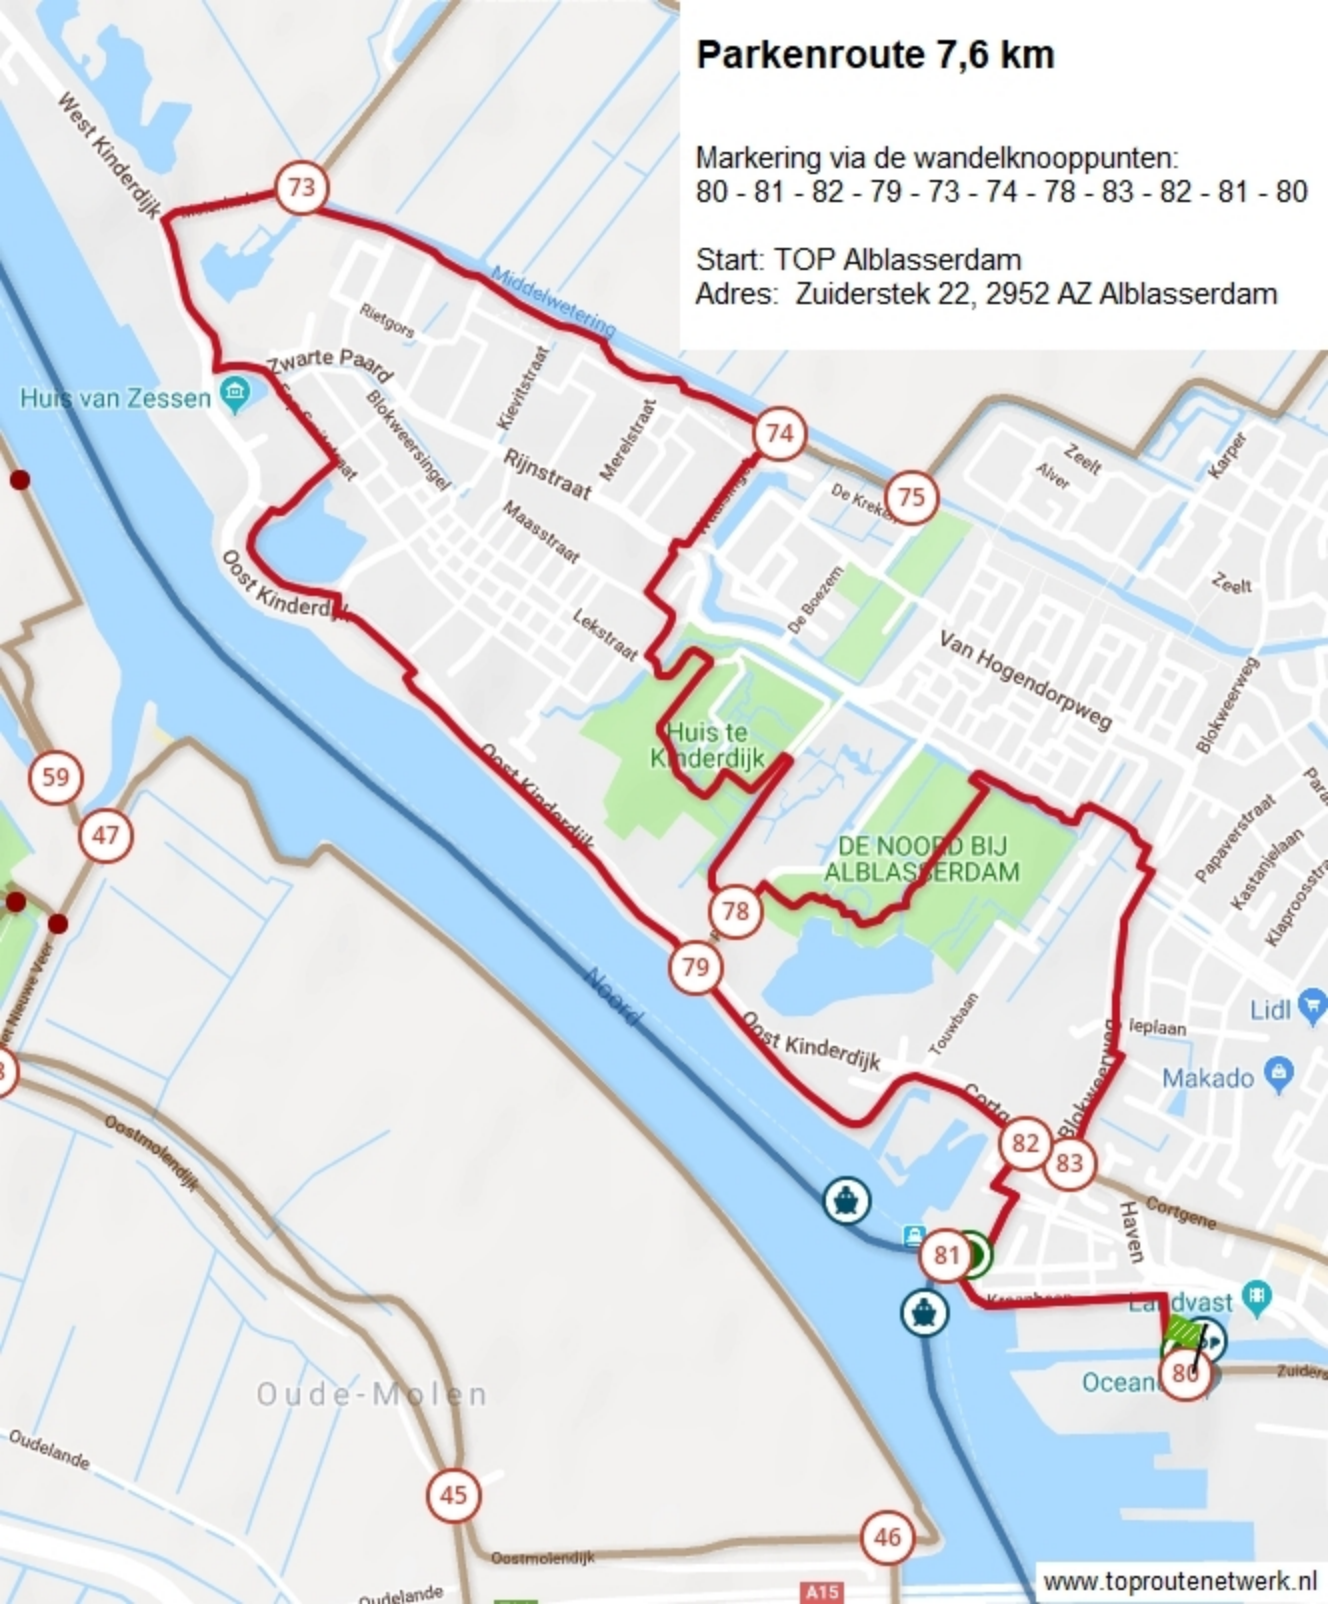 Parkenroute 7,6 km
Markering via de wandelknooppunten:
80 - 81 - 82 - 79 - 73 - 74 - 78 - 83 - 82 - 81 - 80
Start: TOP Alblasserdam
Adres: Zuiderstek 22, 2952 AZ Alblasserdam
West Kinderdijk
73
Middelwetering
Rietgors
Zwarte Paard
Huis van Zessen
Kievitstraat
Blokweersingel
Merelstraat
Rijnstraat
74
Zeelt
Alver
Karper
De Kreken
75
Maasstraat
Oost Kinderdijk
De Boezem
Zeelt
Lekstraat
Van Hogendorpweg
Blokweerweg
Huis te
Kinderdijk
59
47
Oost Kinderdijk
DE NOORD BIJ
ALBLASSERDAM
Papaverstraat
Kastanjelaan
78
79
Noord
Oost Kinderdijk
Touwbaan
Ieplaan
Lidl
Makado
Blokweerweg
Oostmolendijk
82
83
Cortgene
Haven
81
Landvast
80
Oude-Molen
Oudelande
45
46
Oostmolendijk
Oudelande
A15
www.toproutenetwerk.nl